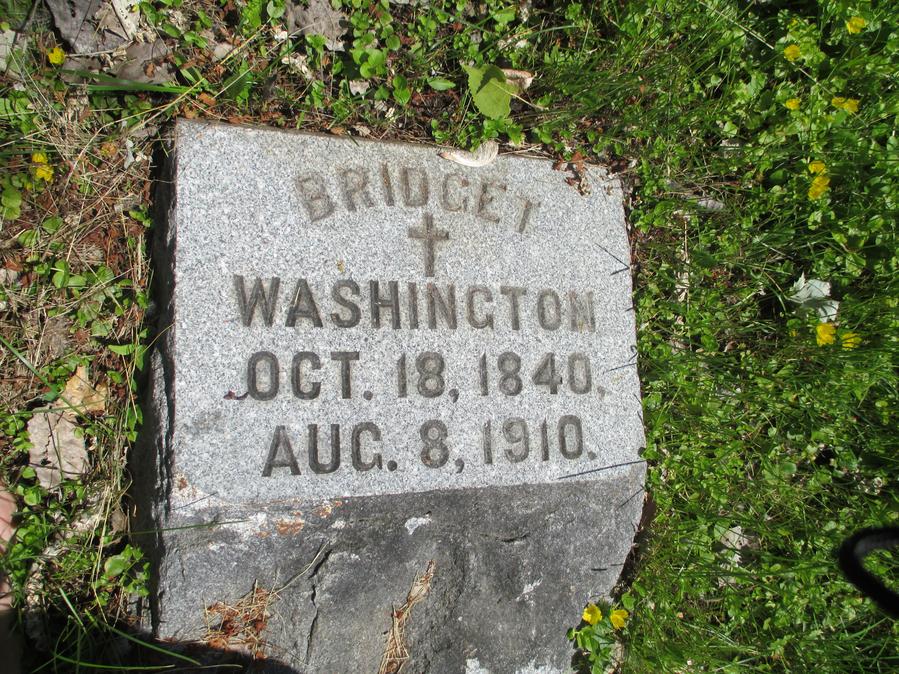 BRIDGET
WASHINGTON
OCT. 18, 1840,
AUG. 8, 1910.